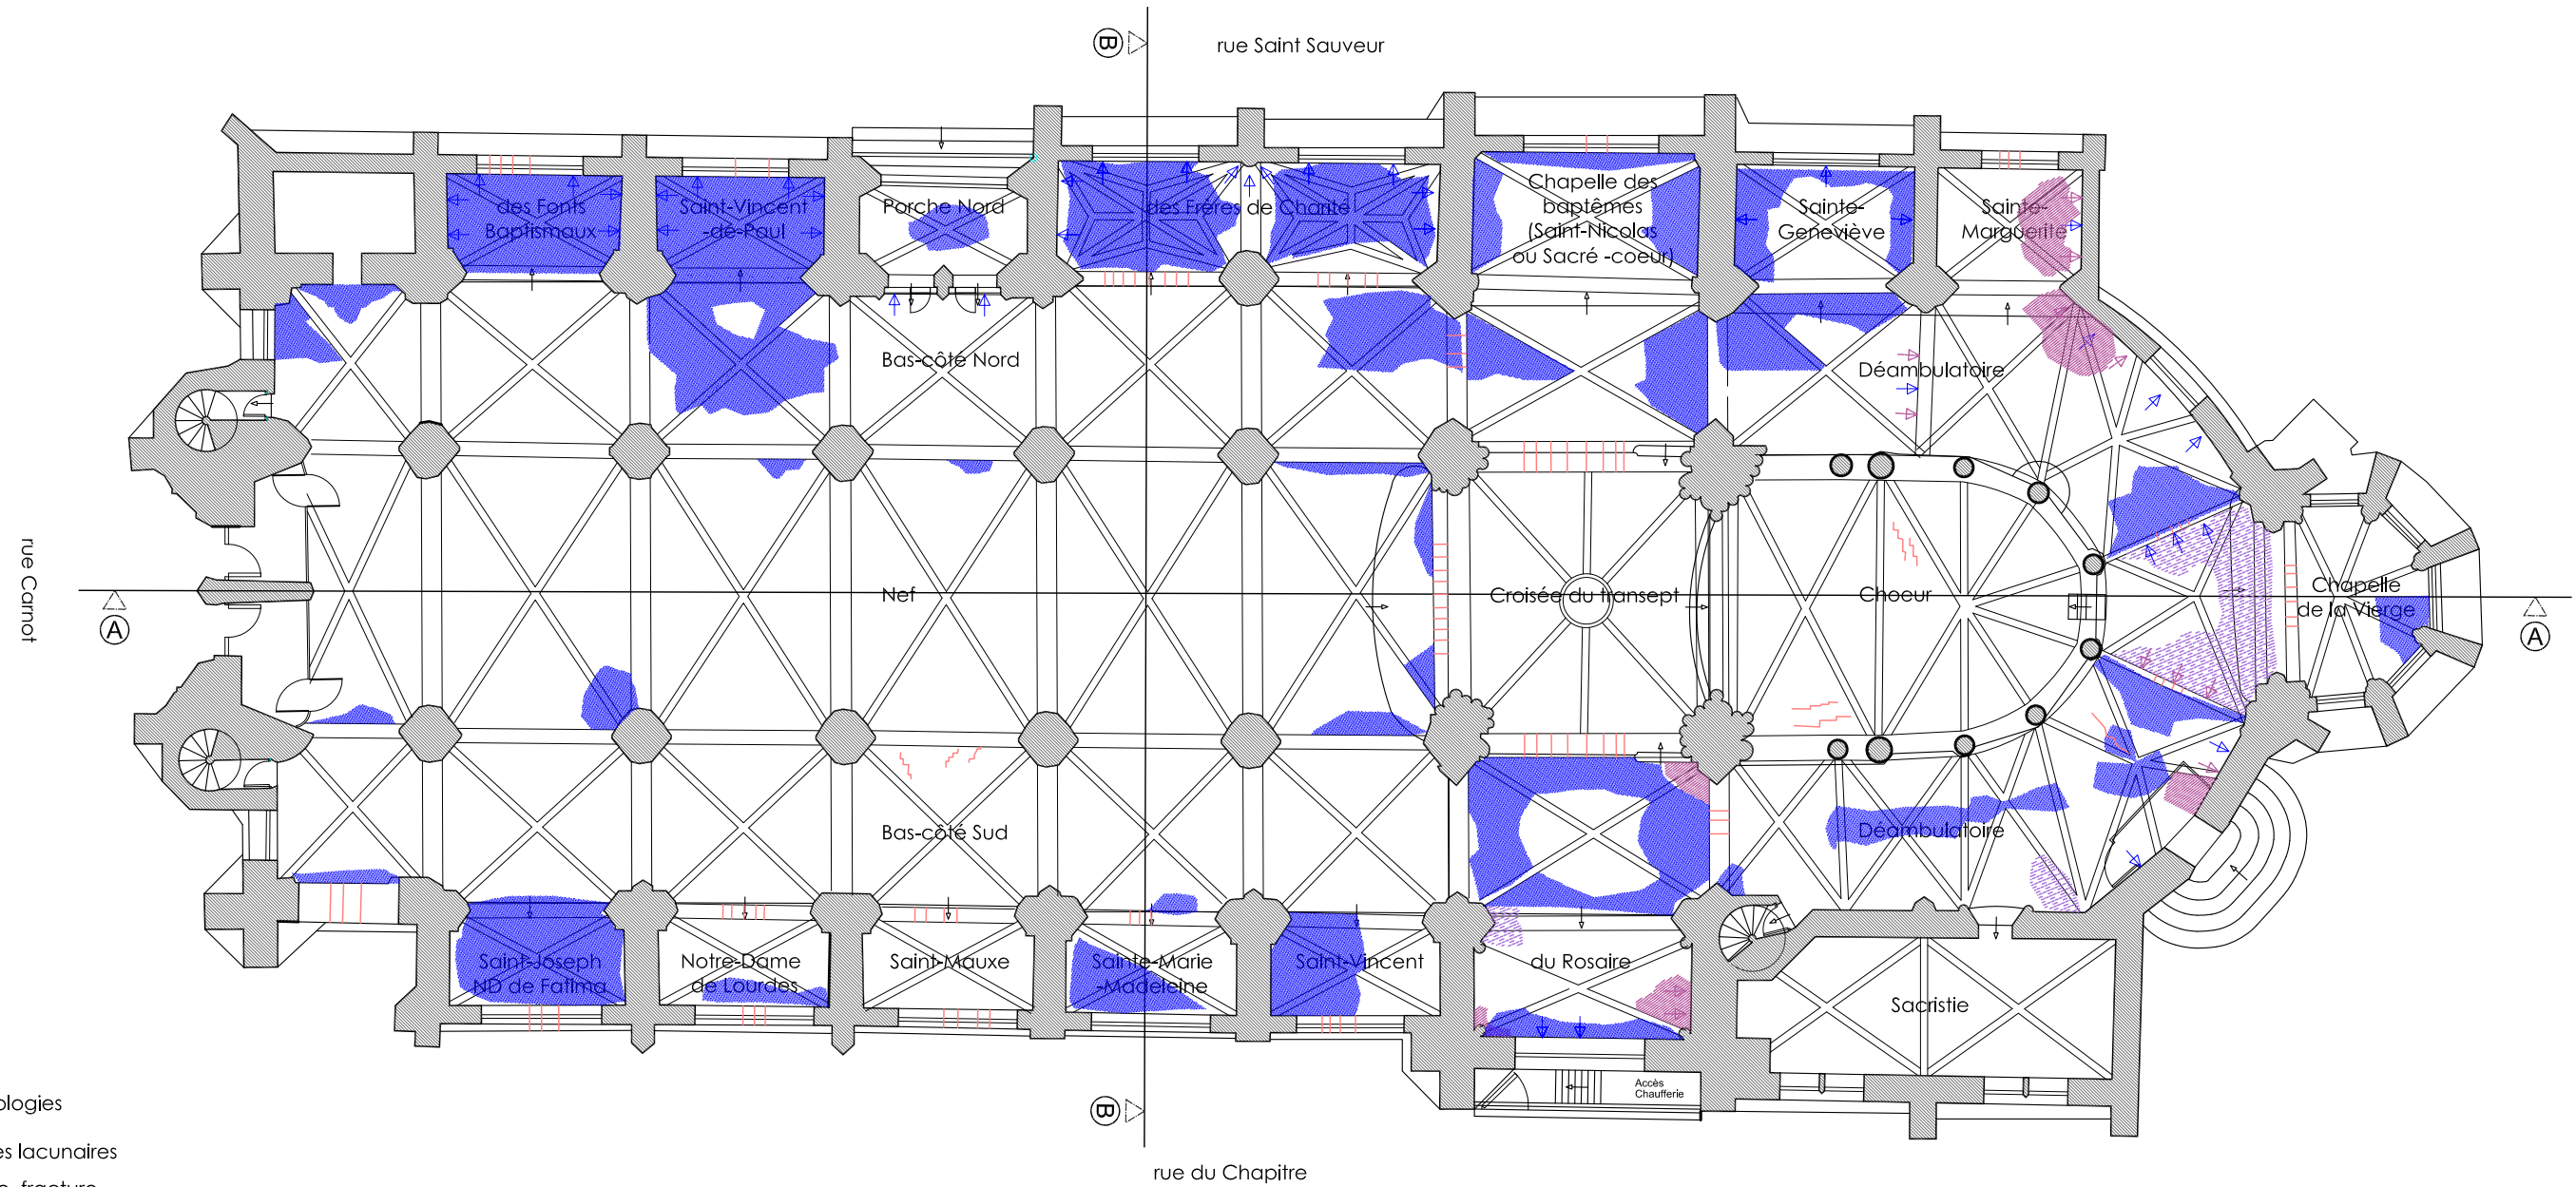 B
rue Saint Sauveur
des Fonts
Baptismaux
Saint-Vincent
-de-Paul
Porche Nord
des Frères de Charité
Chapelle des
baptêmes
(Saint-Nicolas
ou Sacré -coeur)
Sainte-
Geneviève
Sainte-
Marguerite
Bas-côté Nord
Déambulatoire
rue Carnot
A
Nef
Croisée du transept
Choeur
Chapelle
de la Vierge
A
Bas-côté Sud
Déambulatoire
Saint-Joseph
ND de Fatima
Notre-Dame
de Lourdes
Saint-Mauxe
Sainte-Marie
-Madeleine
Saint-Vincent
du Rosaire
Sacristie
Accès
Chaufferie
B
rue du Chapitre
ologies
es lacunaires
fracture